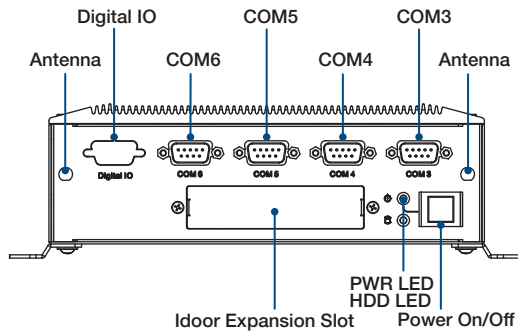 Digital IO
COM5
COM3
Antenna
COM6
COM4
Antenna
Digital IO
COM 6
COM 5
COM 4
COM 3
PWR LED
HDD LED
Idoor Expansion Slot
Power On/Off